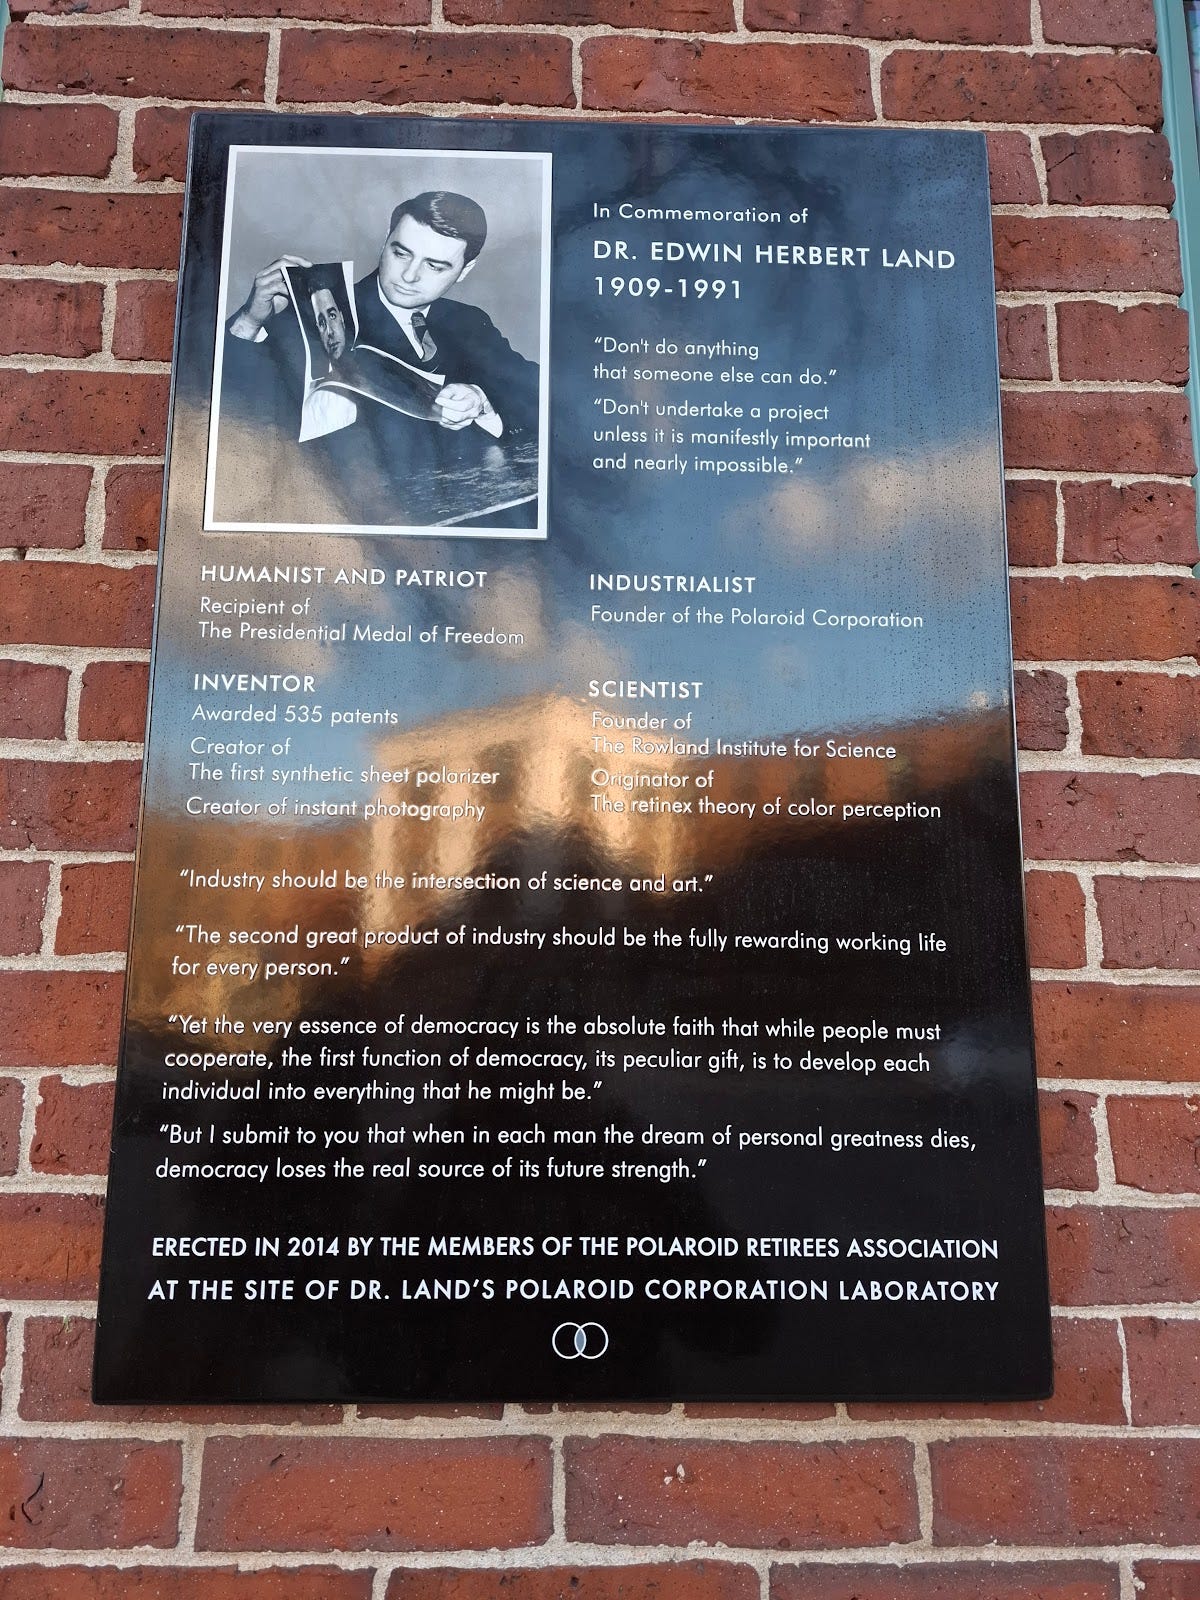 In Commemoration of
DR. EDWIN HERBERT LAND
1909-1991
“Don't do anything
that someone else can do.”
“Don't undertake a project
unless it is manifestly important
and nearly impossible.”
HUMANIST AND PATRIOT
Recipient of
The Presidential Medal of Freedom
INDUSTRIALIST
Founder of the Polaroid Corporation
INVENTOR
Awarded 535 patents
Creator of
The first synthetic sheet polarizer
Creator of instant photography
SCIENTIST
Founder of
The Rowland Institute for Science
Originator of
The retinex theory of color perception
“Industry should be the intersection of science and art.”
“The second great product of industry should be the fully rewarding working life
for every person.”
“Yet the very essence of democracy is the absolute faith that while people must
cooperate, the first function of democracy, its peculiar gift, is to develop each
individual into everything that he might be.”
“But I submit to you that when in each man the dream of personal greatness dies,
democracy loses the real source of its future strength.”
ERECTED IN 2014 BY THE MEMBERS OF THE POLAROID RETIREES ASSOCIATION
AT THE SITE OF DR. LAND’S POLAROID CORPORATION LABORATORY